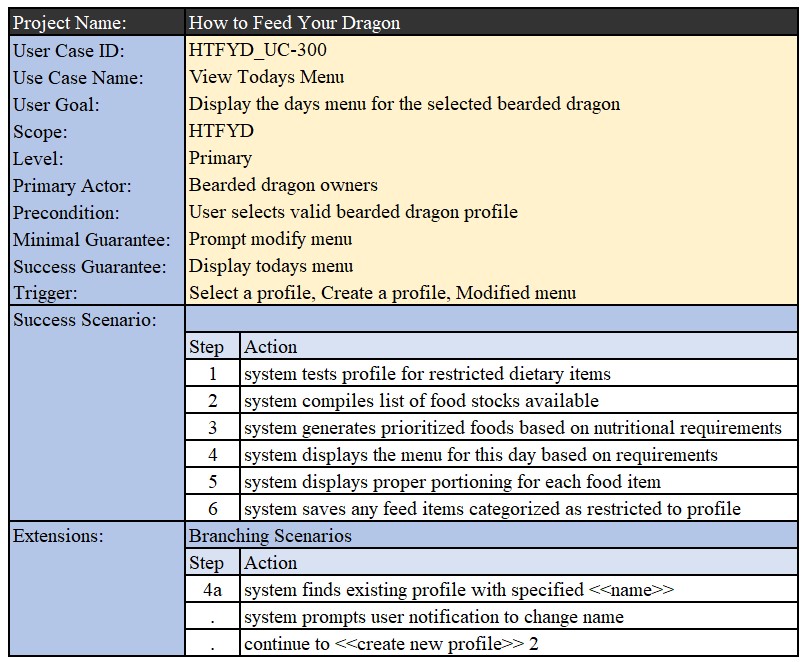 Project Name: How to Feed Your Dragon
User Case ID: HTFYD_UC-300
Use Case Name: View Todays Menu
User Goal: Display the days menu for the selected bearded dragon
Scope: HTFYD
Level: Primary
Primary Actor: Bearded dragon owners
Precondition: User selects valid bearded dragon profile
Minimal Guarantee: Prompt modify menu
Success Guarantee: Display todays menu
Trigger: Select a profile, Create a profile, Modified menu
Success Scenario:
Step Action
1 system tests profile for restricted dietary items
2 system compiles list of food stocks available
3 system generates prioritized foods based on nutritional requirements
4 system displays the menu for this day based on requirements
5 system displays proper portioning for each food item
6 system saves any feed items categorized as restricted to profile
Extensions: Branching Scenarios
Step Action
4a system finds existing profile with specified <<name>>
. system prompts user notification to change name
. continue to <<create new profile>> 2